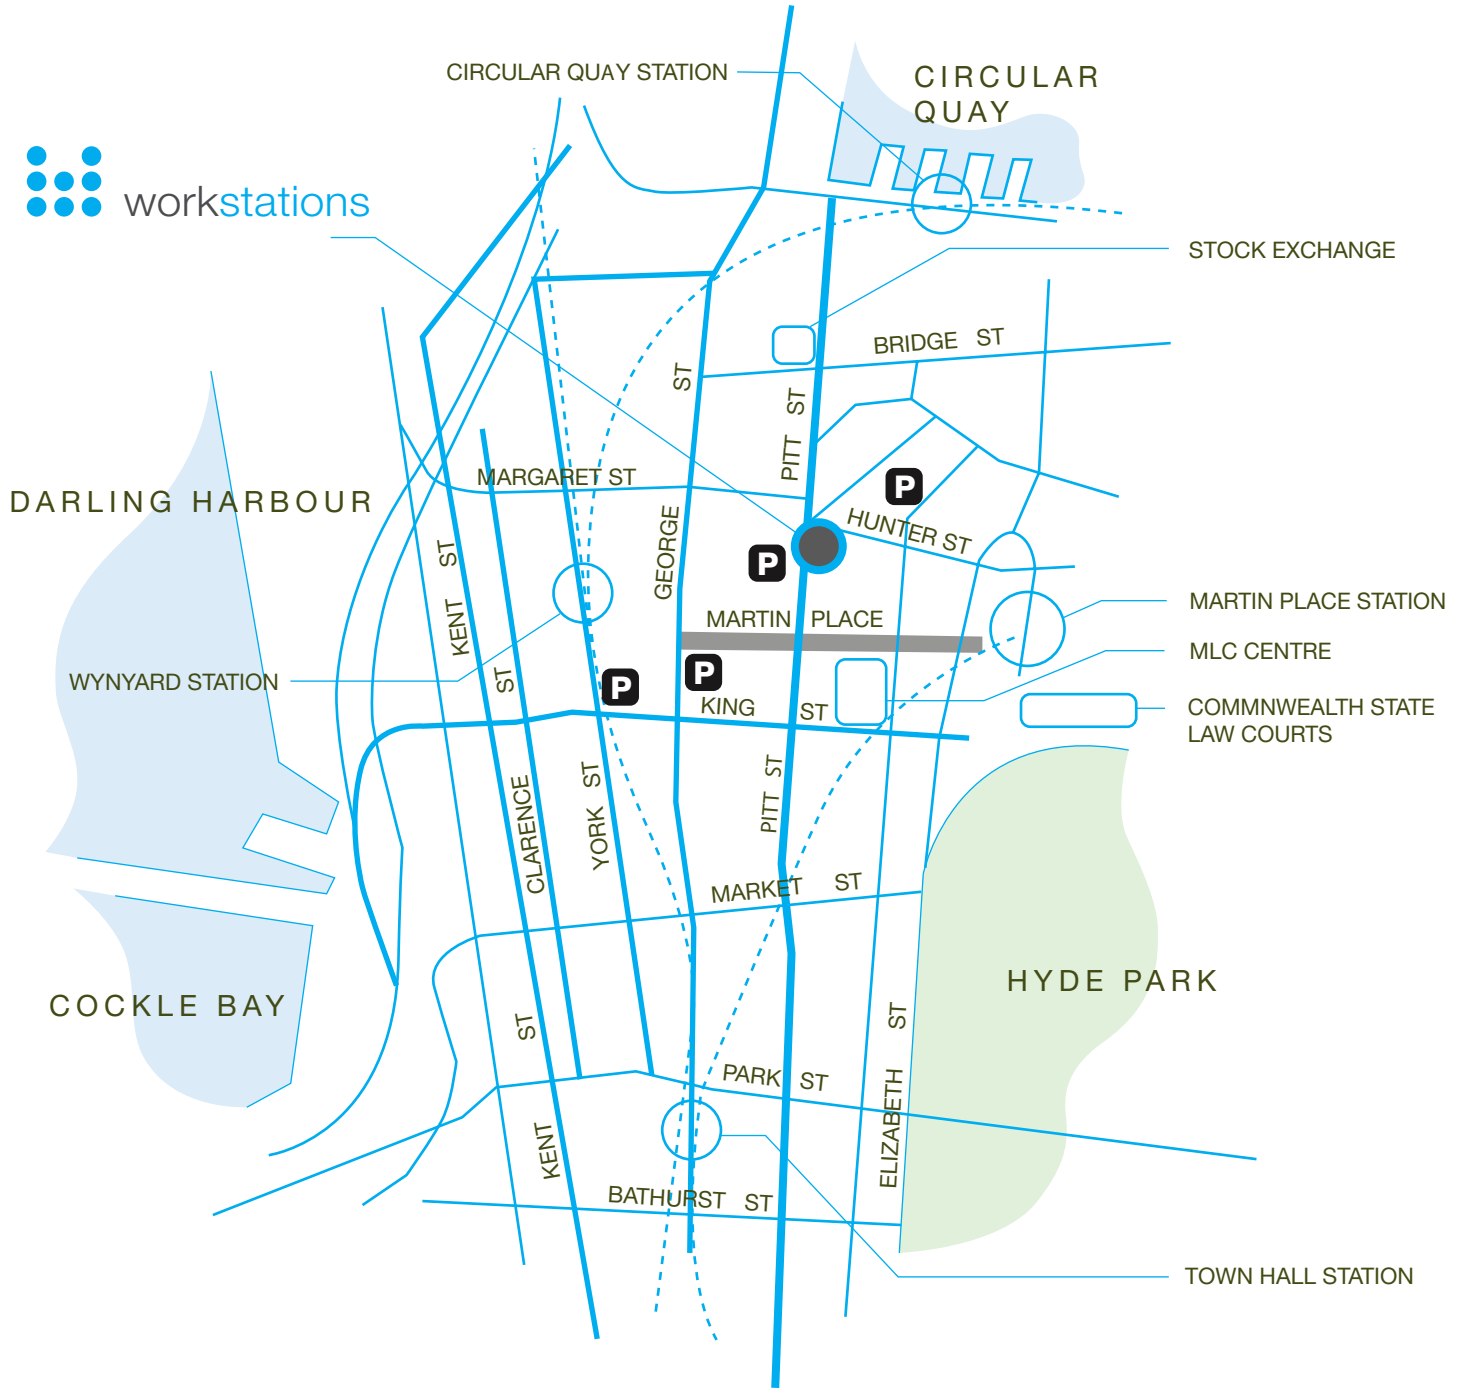 CIRCULAR QUAY STATION
CIRCULAR
QUAY
workstations
STOCK EXCHANGE
BRIDGE ST
ST
PITT ST
MARGARET ST
P
DARLING HARBOUR
GEORGE
HUNTER ST
KENT ST
P
MARTIN PLACE STATION
MARTIN PLACE
MLC CENTRE
WYNYARD STATION
ST
P
P
KING ST
COMMNWEALTH STATE
LAW COURTS
CLARENCE
YORK ST
PITT ST
MARKET ST
HYDE PARK
COCKLE BAY
ST
KENT
PARK ST
ELIZABETH ST
BATHURST ST
TOWN HALL STATION